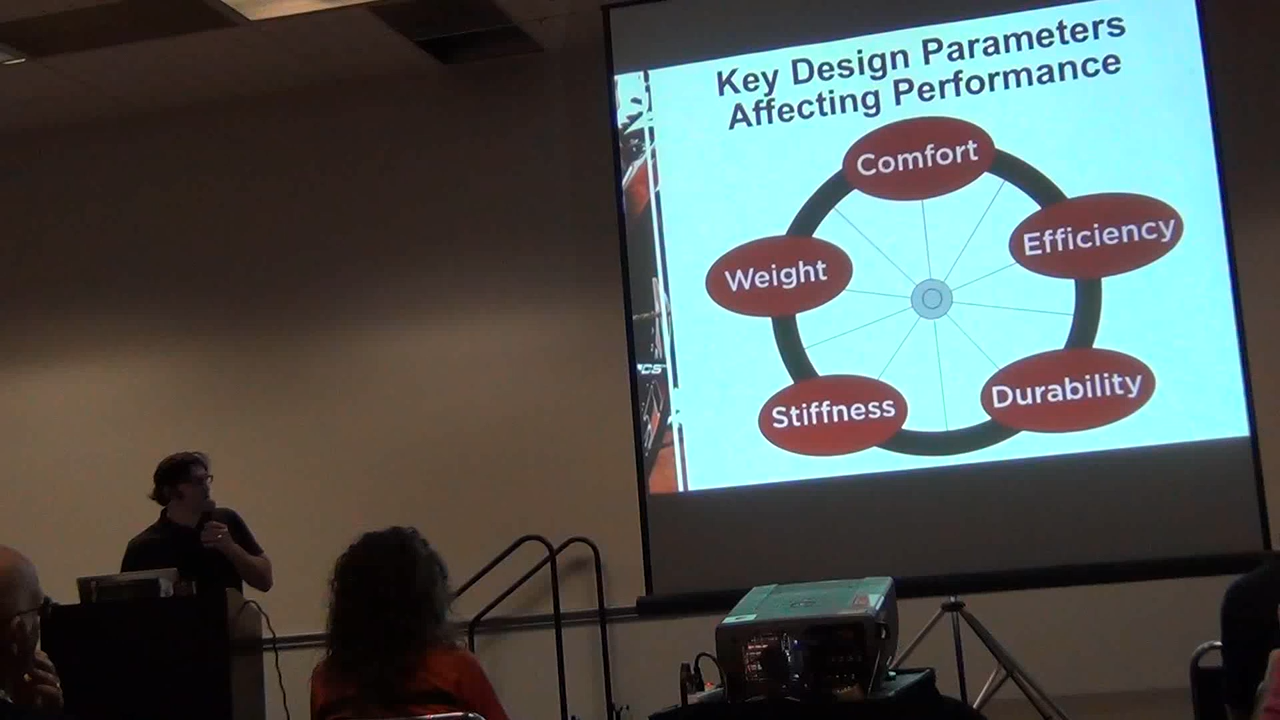 Key Design Parameters
Affecting Performance
Comfort
Efficiency
Weight
Durability
Stiffness